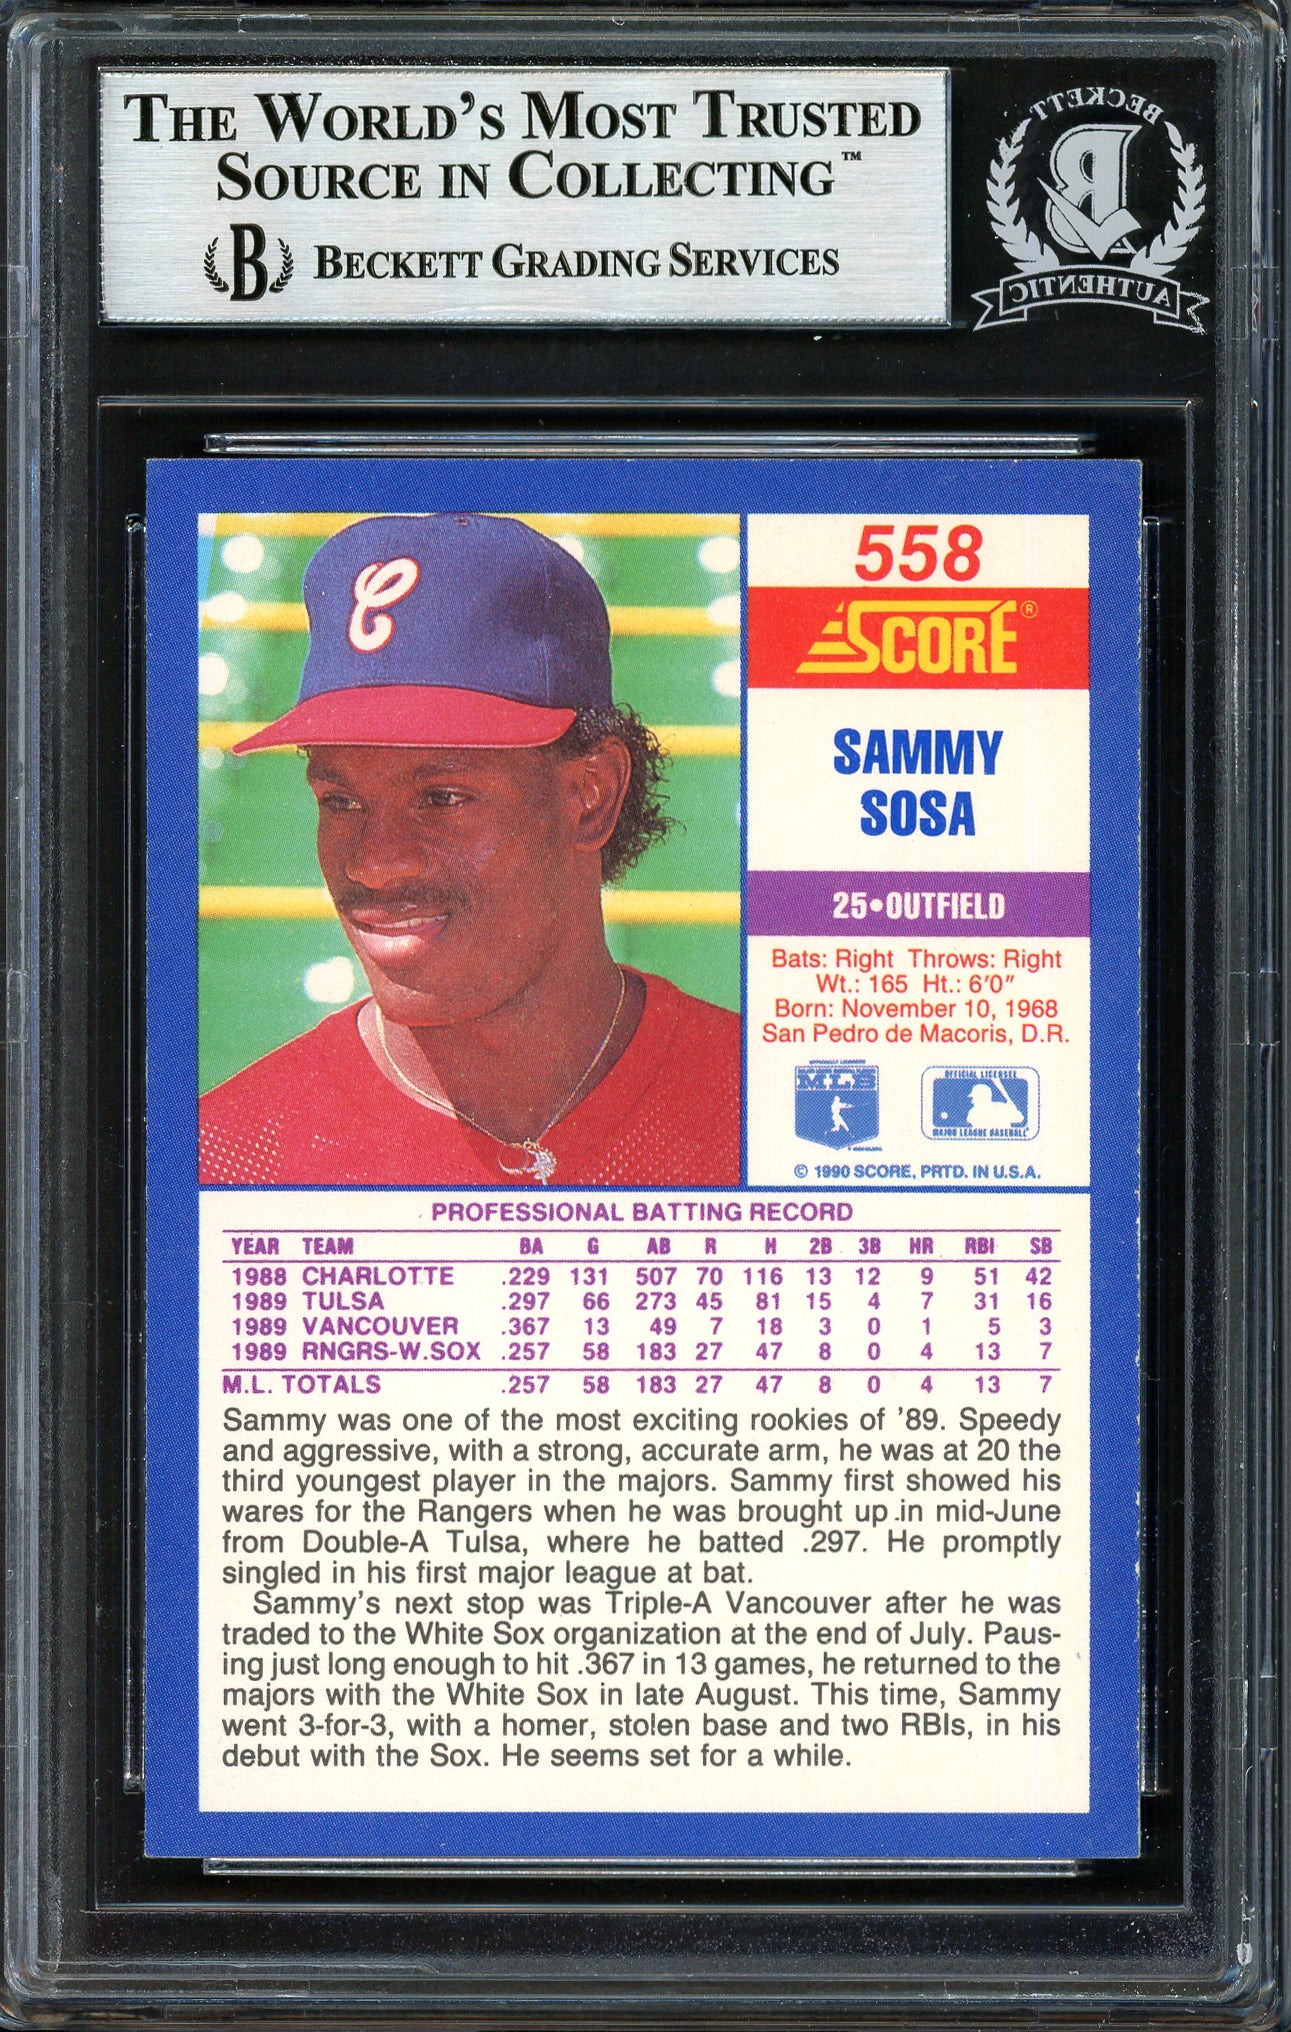 THE WORLD'S MOST TRUSTED
SOURCE IN COLLECTING™
B BECKETT GRADING SERVICES
BECKETT
B
AUTHENTIC
C
558
SCORE®
SAMMY
SOSA
25•OUTFIELD
Bats: Right Throws: Right
Wt.: 165 Ht.: 6'0"
Born: November 10, 1968
San Pedro de Macoris, D.R.
MLB
OFFICIAL LICENSEE
MAJOR LEAGUE BASEBALL
© 1990 SCORE, PRTD. IN U.S.A.
PROFESSIONAL BATTING RECORD
YEAR TEAM BA G AB R H 2B 3B HR RBI SB
1988 CHARLOTTE .229 131 507 70 116 13 12 9 51 42
1989 TULSA .297 66 273 45 81 15 4 7 31 16
1989 VANCOUVER .367 13 49 7 18 3 0 1 5 3
1989 RNGRS-W.SOX .257 58 183 27 47 8 0 4 13 7
M.L. TOTALS .257 58 183 27 47 8 0 4 13 7
Sammy was one of the most exciting rookies of '89. Speedy
and aggressive, with a strong, accurate arm, he was at 20 the
third youngest player in the majors. Sammy first showed his
wares for the Rangers when he was brought up in mid-June
from Double-A Tulsa, where he batted .297. He promptly
singled in his first major league at bat.
Sammy's next stop was Triple-A Vancouver after he was
traded to the White Sox organization at the end of July. Paus-
ing just long enough to hit .367 in 13 games, he returned to the
majors with the White Sox in late August. This time, Sammy
went 3-for-3, with a homer, stolen base and two RBIs, in his
debut with the Sox. He seems set for a while.